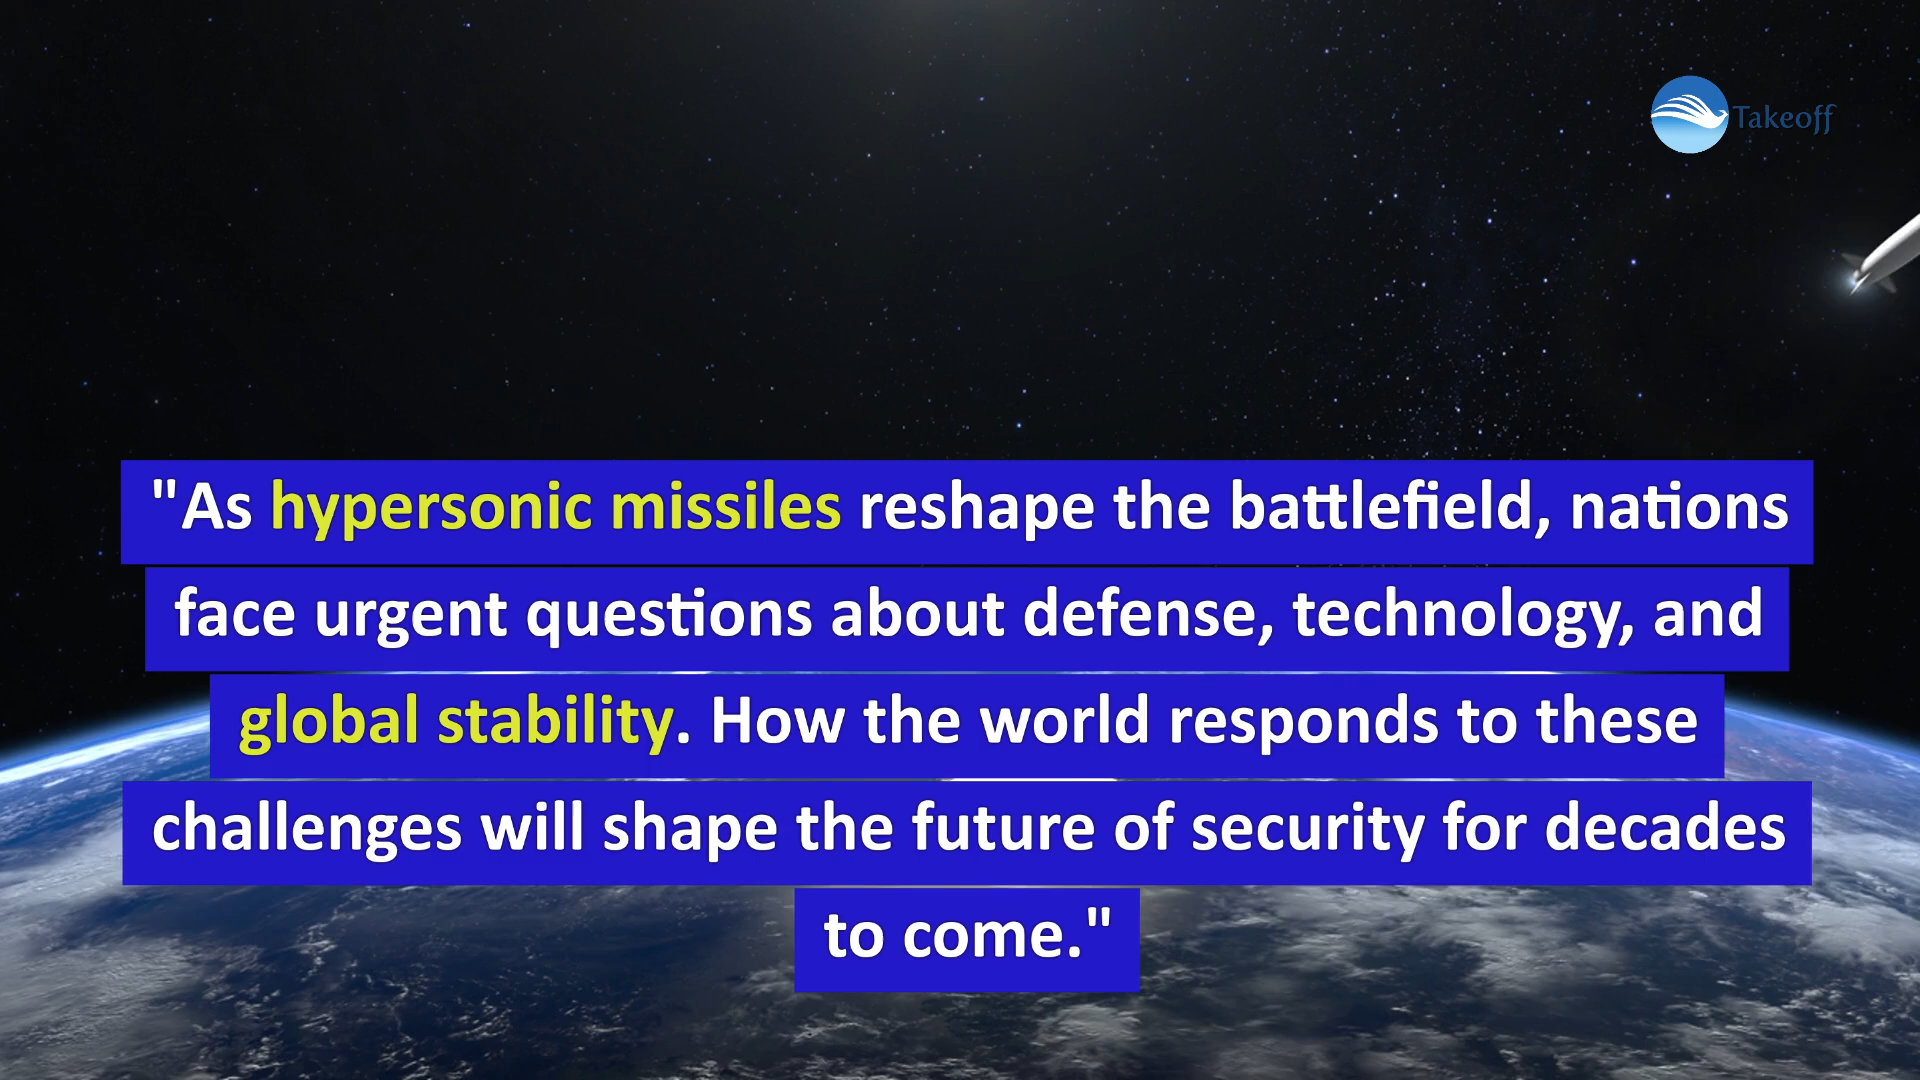 Takeoff
"As hypersonic missiles reshape the battlefield, nations
face urgent questions about defense, technology, and
global stability. How the world responds to these
challenges will shape the future of security for decades
to come."